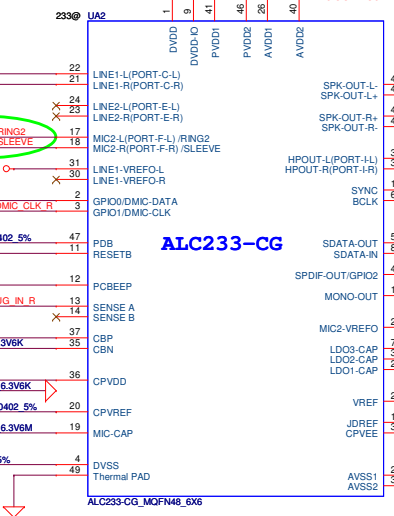 233@ UA2
1 9 41 46 26 40
DVDD DVDD-IO PVDD1 PVDD2 AVDD1 AVDD2
22 LINE1-L(PORT-C-L)
21 LINE1-R(PORT-C-R)
SPK-OUT-L-
SPK-OUT-L+
24 LINE2-L(PORT-E-L)
23 LINE2-R(PORT-E-R)
SPK-OUT-R+
SPK-OUT-R-
RING2 17 MIC2-L(PORT-F-L) /RING2
SLEEVE 18 MIC2-R(PORT-F-R) /SLEEVE
HPOUT-L(PORT-I-L)
HPOUT-R(PORT-I-R)
31 LINE1-VREFO-L
30 LINE1-VREFO-R
SYNC
BCLK
2 GPIO0/DMIC-DATA
DMIC_CLK_R 3 GPIO1/DMIC-CLK
ALC233-CG
402_5% 47 PDB
11 RESETB
SDATA-OUT
SDATA-IN
SPDIF-OUT/GPIO2
12 PCBEEP
MONO-OUT
UG_IN_R 13 SENSE A
14 SENSE B
MIC2-VREFO
3V6K 37 CBP
35 CBN
LDO3-CAP
LDO2-CAP
LDO1-CAP
36 CPVDD
6.3V6K
VREF
0402_5% 20 CPVREF
JDREF
CPVEE
6.3V6M 19 MIC-CAP
5% 4 DVSS
49 Thermal PAD
AVSS1
AVSS2
ALC233-CG_MQFN48_6X6